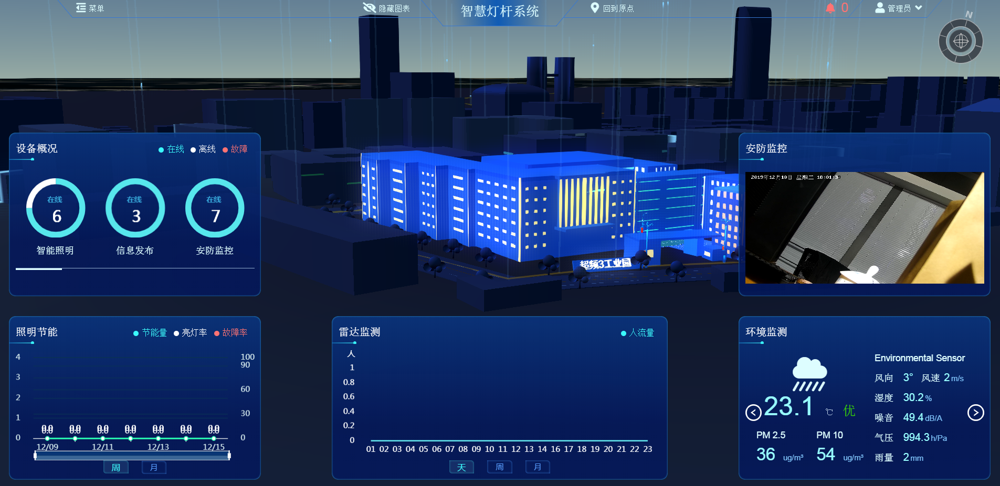 菜单
隐藏图表
智慧灯杆系统
回到原点
0
管理员
N
设备概况
在线 离线 故障
在线
6
智能照明
在线
3
信息发布
在线
7
安防监控
超频3工业园
安防监控
2019年12月10日 星期二 18:01:39
照明节能
节能量 亮灯率 故障率
4
3
2
1
0
100
90
60
30
0
0.0 0.0 0.0 0.0 0.0 0.0 0.0
12/09 12/11 12/13 12/15
周 月
雷达监测
人流量
人
1
0.8
0.6
0.4
0.2
0
01 02 03 04 05 06 07 08 09 10 11 12 13 14 16 17 18 19 20 21 22 23
天 周 月
环境监测
23.1 ℃ 优
PM 2.5 PM 10
36 ug/m³ 54 ug/m³
Environmental Sensor
风向 3° 风速 2 m/s
湿度 30.2 %
噪音 49.4 dB/A
气压 994.3 h/Pa
雨量 2 mm